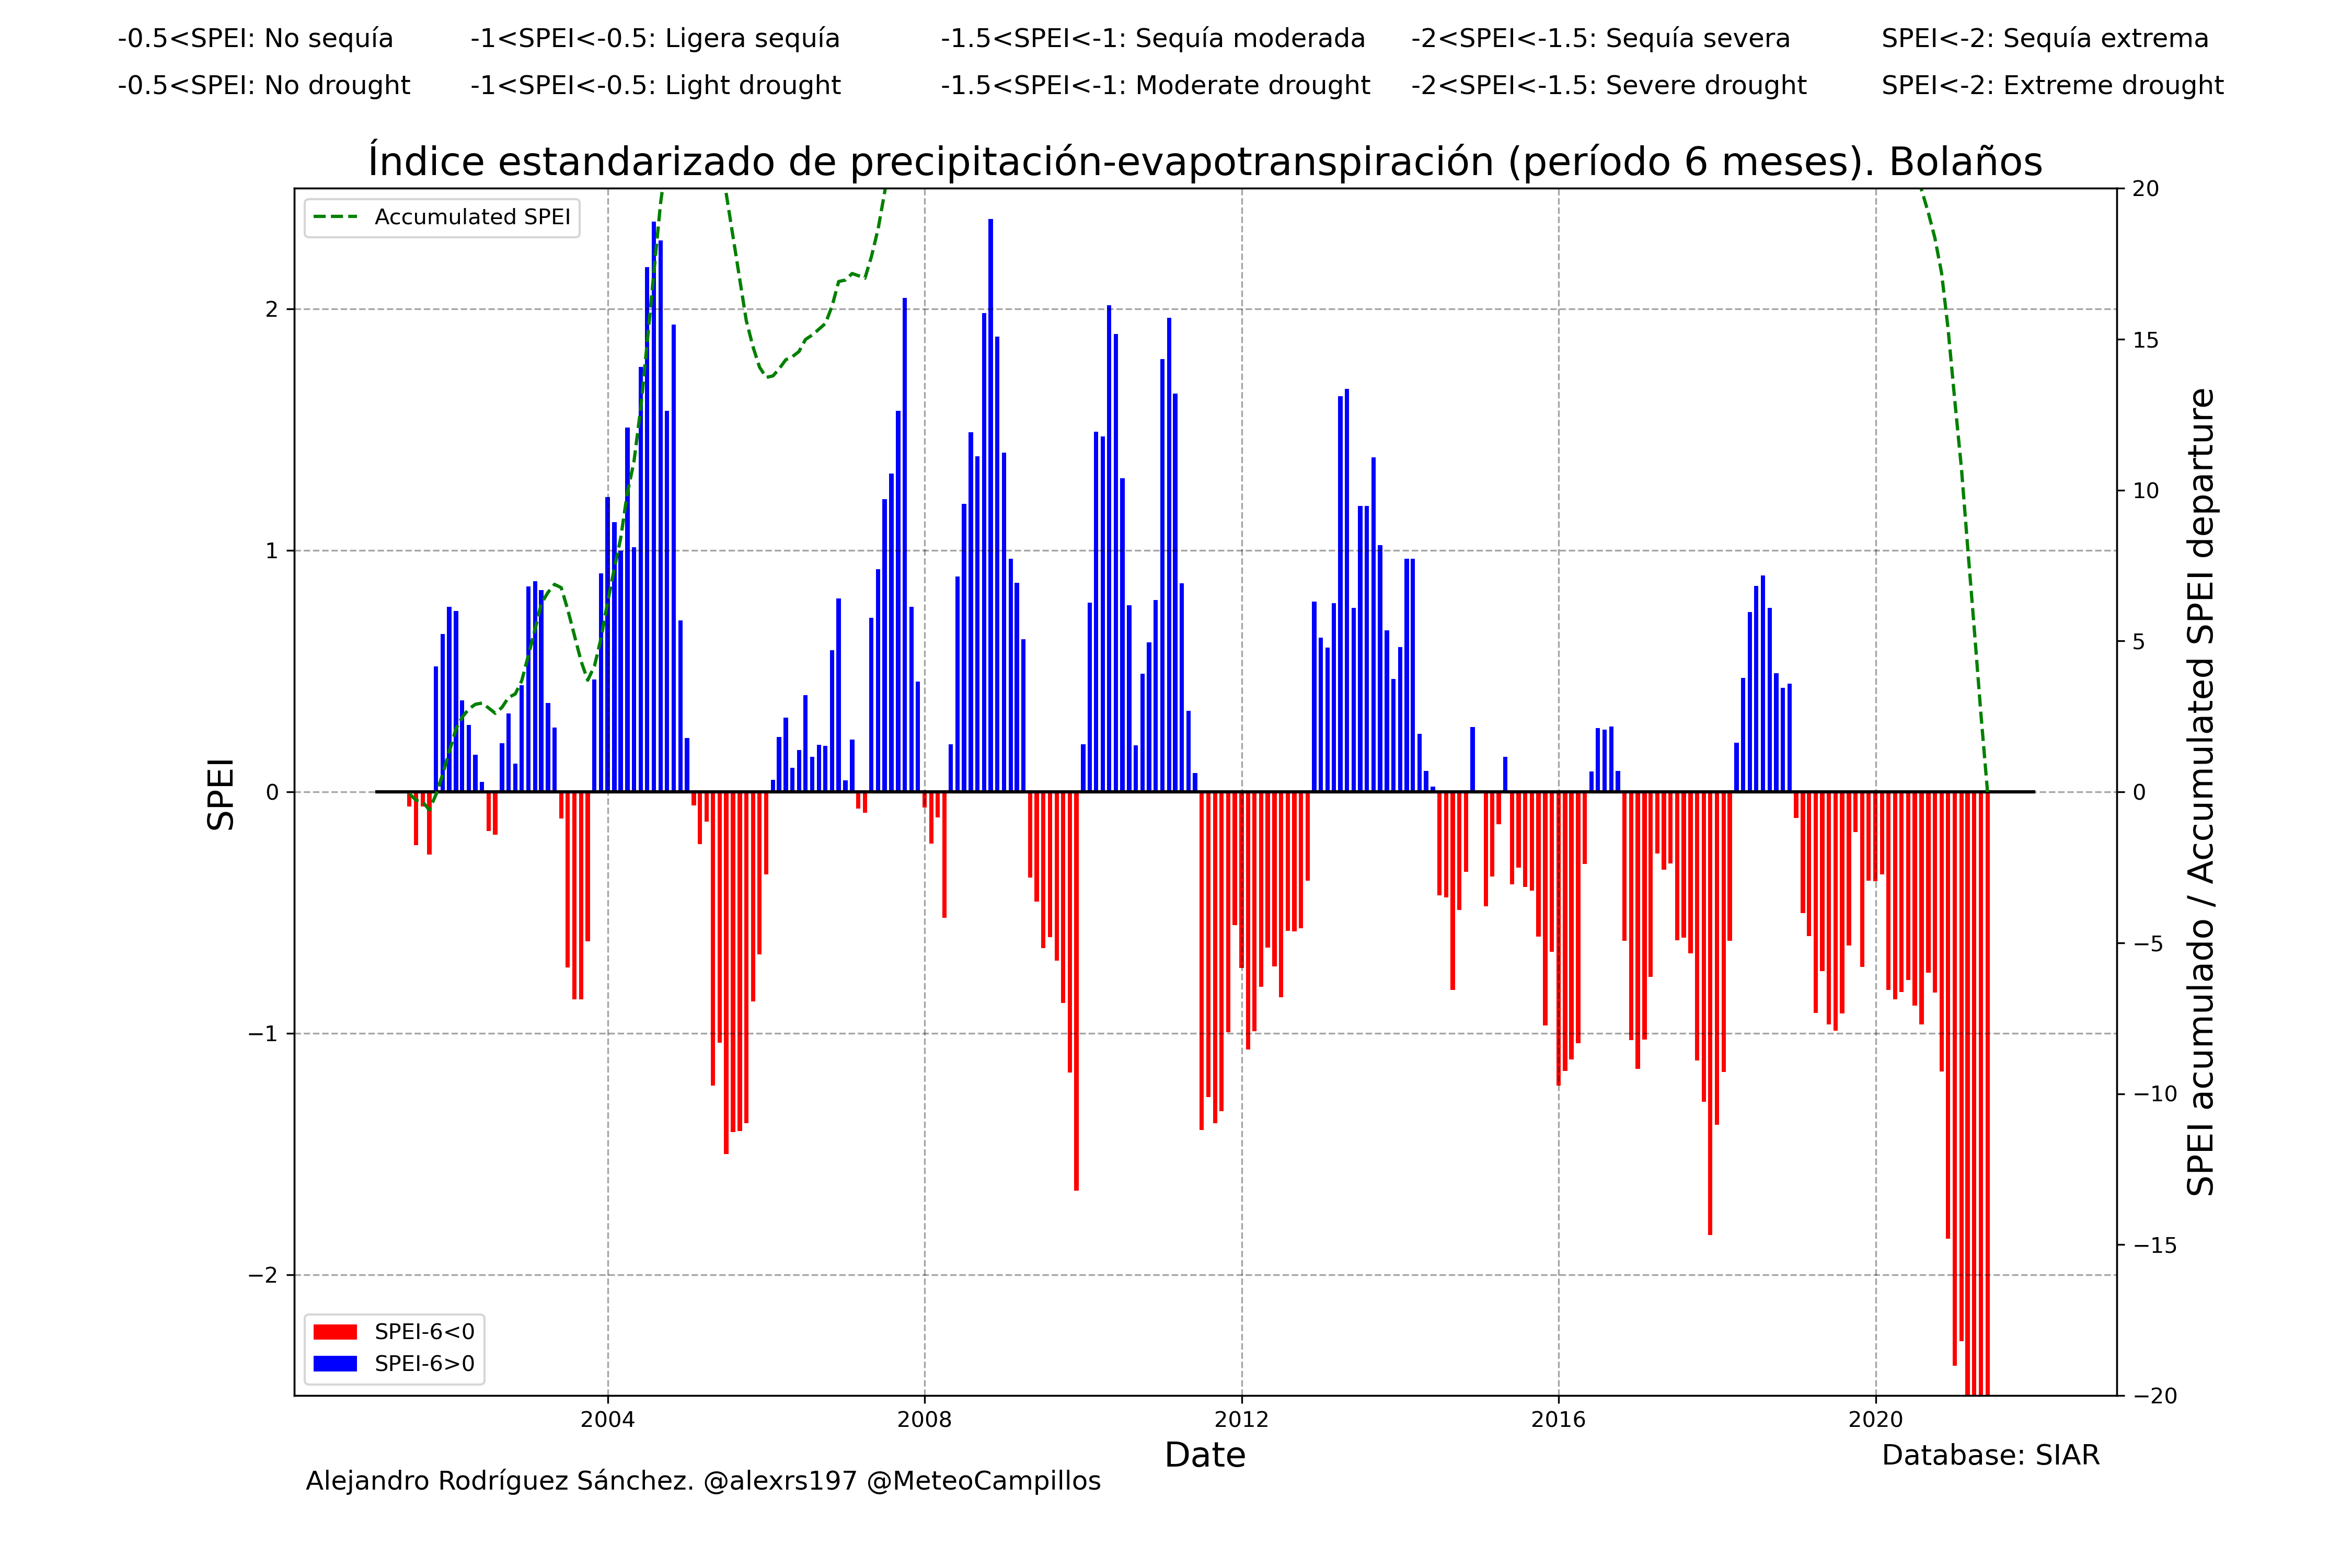 -0.5<SPEI: No sequía -1<SPEI<-0.5: Ligera sequía -1.5<SPEI<-1: Sequía moderada -2<SPEI<-1.5: Sequía severa SPEI<-2: Sequía extrema
-0.5<SPEI: No drought -1<SPEI<-0.5: Light drought -1.5<SPEI<-1: Moderate drought -2<SPEI<-1.5: Severe drought SPEI<-2: Extreme drought
Índice estandarizado de precipitación-evapotranspiración (período 6 meses). Bolaños
Accumulated SPEI
SPEI
2
1
0
−1
−2
20
15
10
5
0
−5
−10
−15
−20
SPEI acumulado / Accumulated SPEI departure
SPEI-6<0
SPEI-6>0
2004 2008 2012 2016 2020
Date
Database: SIAR
Alejandro Rodríguez Sánchez. @alexrs197 @MeteoCampillos